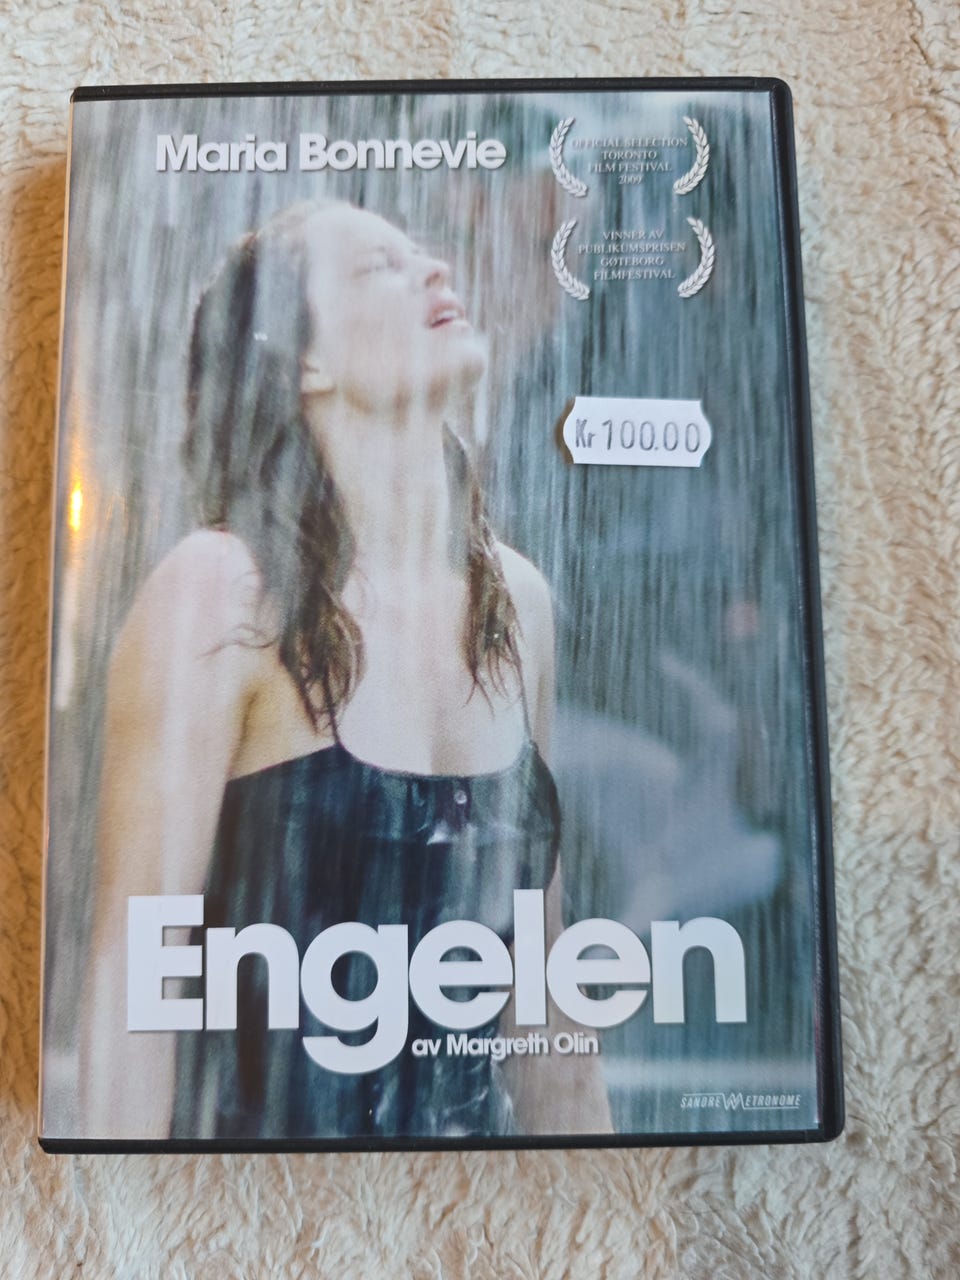 Maria Bonnevie
OFFICIAL SELECTION
TORONTO
FILM FESTIVAL
2009
VINNER AV
PUBLIKUMSPRISEN
GØTEBORG
FILMFESTIVAL
Kr 100.00
Engelen
av Margreth Olin
SANDREW METRONOME